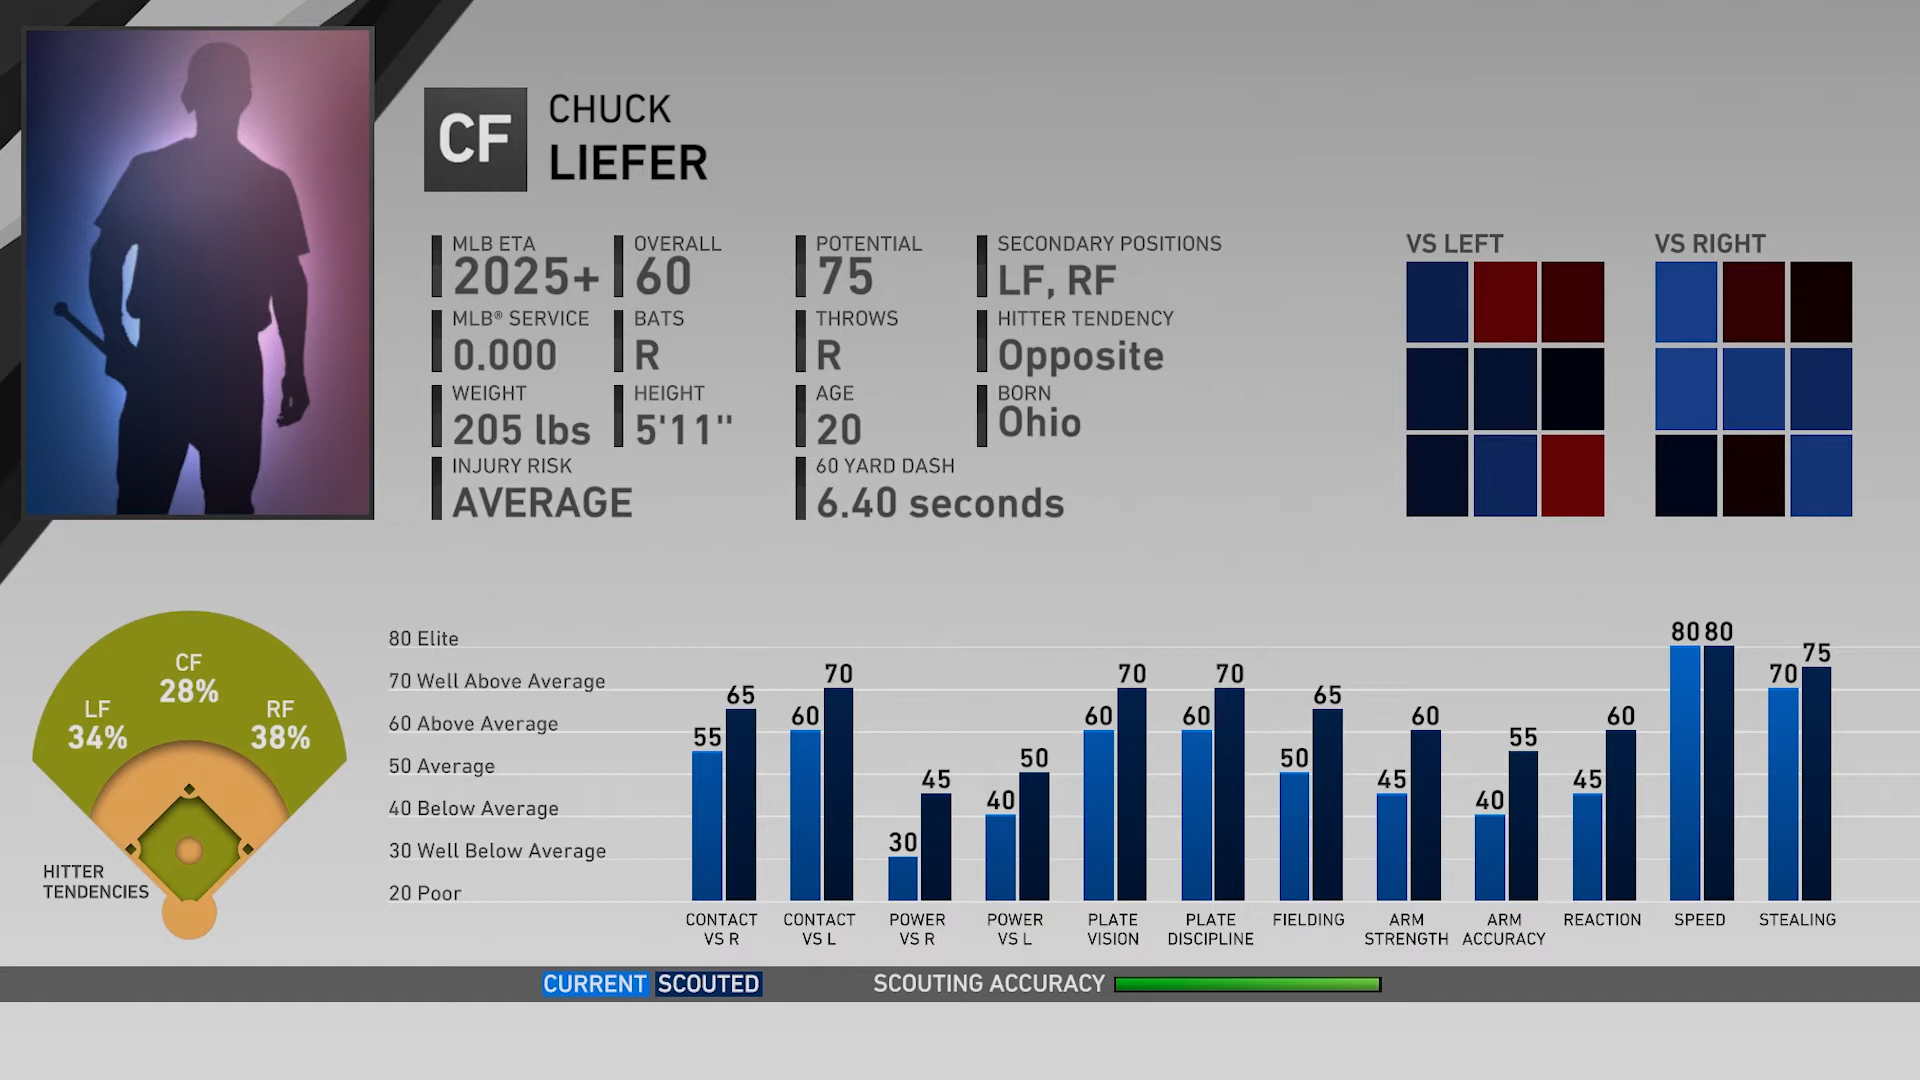 CF
CHUCK
LIEFER
MLB ETA
2025+
OVERALL
60
POTENTIAL
75
SECONDARY POSITIONS
LF, RF
MLB® SERVICE
0.000
BATS
R
THROWS
R
HITTER TENDENCY
Opposite
WEIGHT
205 lbs
HEIGHT
5'11"
AGE
20
BORN
Ohio
INJURY RISK
AVERAGE
60 YARD DASH
6.40 seconds
VS LEFT
VS RIGHT
CF
28%
LF
34%
RF
38%
HITTER
TENDENCIES
80 Elite
70 Well Above Average
60 Above Average
50 Average
40 Below Average
30 Well Below Average
20 Poor
55 65
60 70
30 45
40 50
60 70
60 70
50 65
45 60
40 55
45 60
80 80
70 75
CONTACT
VS R
CONTACT
VS L
POWER
VS R
POWER
VS L
PLATE
VISION
PLATE
DISCIPLINE
FIELDING
ARM
STRENGTH
ARM
ACCURACY
REACTION
SPEED
STEALING
CURRENT SCOUTED
SCOUTING ACCURACY